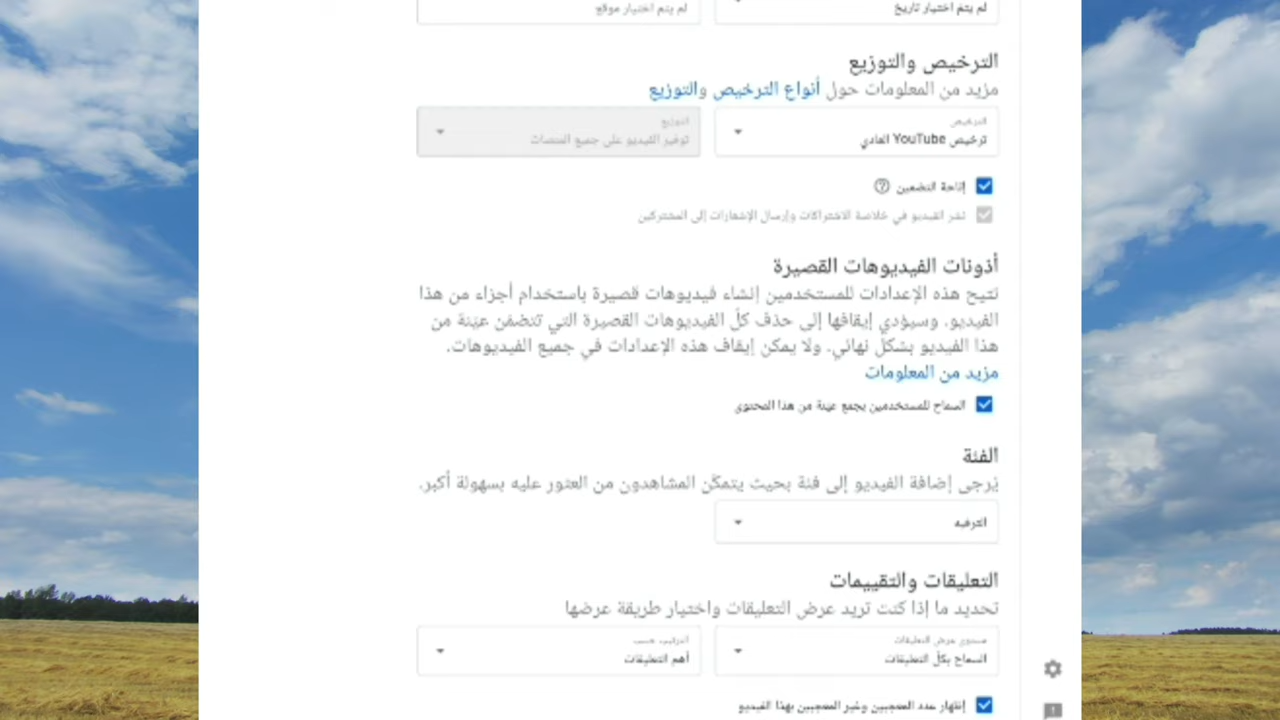 لم يتم اختيار تاريخ
لم يتم اختيار موقع
الترخيص والتوزيع
مزيد من المعلومات حول أنواع الترخيص والتوزيع
الترخيص
ترخيص YouTube العادي
التوزيع
توفير الفيديو على جميع المنصات
إتاحة التضمين
نشر الفيديو في خلاصة الاشتراكات وإرسال الإشعارات إلى المشتركين
أذونات الفيديوهات القصيرة
تتيح هذه الإعدادات للمستخدمين إنشاء فيديوهات قصيرة باستخدام أجزاء من هذا
الفيديو. وسيؤدي إيقافها إلى حذف كلّ الفيديوهات القصيرة التي تتضمّن عيّنة من
هذا الفيديو بشكل نهائي. ولا يمكن إيقاف هذه الإعدادات في جميع الفيديوهات.
مزيد من المعلومات
السماح للمستخدمين بجمع عيّنة من هذا المحتوى
الفئة
يُرجى إضافة الفيديو إلى فئة بحيث يتمكّن المشاهدون من العثور عليه بسهولة أكبر.
الترفيه
التعليقات والتقييمات
تحديد ما إذا كنت تريد عرض التعليقات واختيار طريقة عرضها
مستوى عرض التعليقات
السماح بكلّ التعليقات
الترتيب حسب
أهم التعليقات
إظهار عدد المعجبين وغير المعجبين بهذا الفيديو